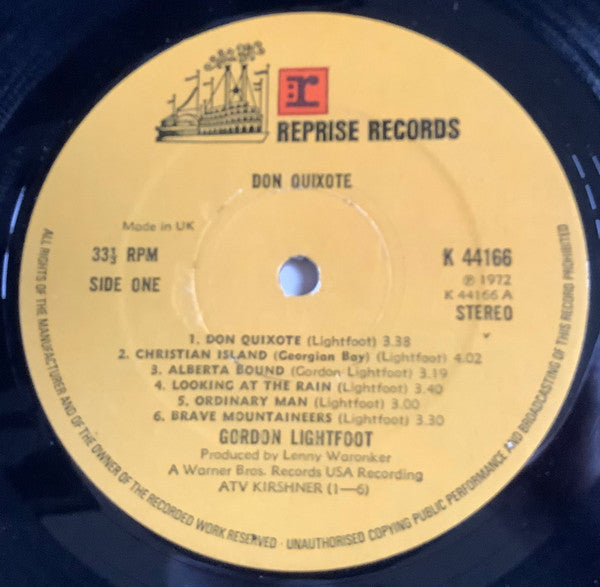 r
REPRISE RECORDS
DON QUIXOTE
Made in UK
33⅓ RPM
SIDE ONE
K 44166
℗ 1972
K 44166 A
STEREO
1. DON QUIXOTE (Lightfoot) 3.38
2. CHRISTIAN ISLAND (Georgian Bay) (Lightfoot) 4.02
3. ALBERTA BOUND (Gordon Lightfoot) 3.19
4. LOOKING AT THE RAIN (Lightfoot) 3.40
5. ORDINARY MAN (Lightfoot) 3.00
6. BRAVE MOUNTAINEERS (Lightfoot) 3.30
GORDON LIGHTFOOT
Produced by Lenny Waronker
A Warner Bros. Records USA Recording
ATV KIRSHNER (1—6)
ALL RIGHTS OF THE MANUFACTURER AND OF THE OWNER OF THE RECORDED WORK RESERVED · UNAUTHORISED COPYING PUBLIC PERFORMANCE AND BROADCASTING OF THIS RECORD PROHIBITED